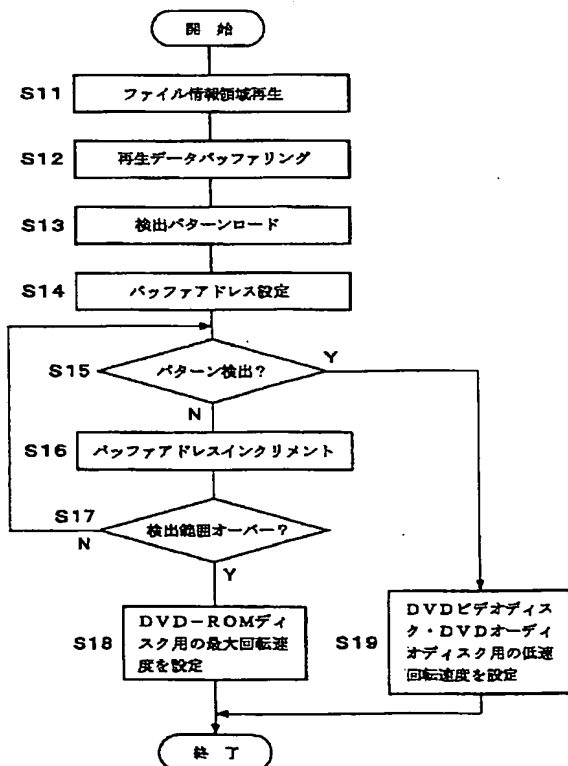 開 始
S11
ファイル情報領域再生
S12
再生データバッファリング
S13
検出パターンロード
S14
バッファアドレス設定
S15
パターン検出?
Y
N
S16
バッファアドレスインクリメント
S17
検出範囲オーバー?
N
Y
S18
DVD-ROMディ
スク用の最大回転速
度を設定
S19
DVDビデオディス
ク・DVDオーディ
オディスク用の低速
回転速度を設定
終 了